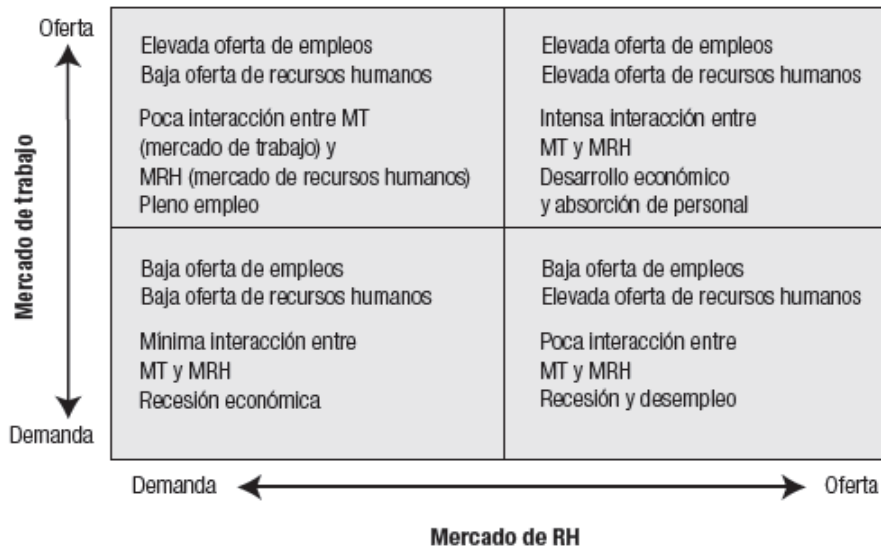 Oferta
Elevada oferta de empleos
Baja oferta de recursos humanos
Poca interacción entre MT
(mercado de trabajo) y
MRH (mercado de recursos humanos)
Pleno empleo
Elevada oferta de empleos
Elevada oferta de recursos humanos
Intensa interacción entre
MT y MRH
Desarrollo económico
y absorción de personal
Mercado de trabajo
Baja oferta de empleos
Baja oferta de recursos humanos
Mínima interacción entre
MT y MRH
Recesión económica
Baja oferta de empleos
Elevada oferta de recursos humanos
Poca interacción entre
MT y MRH
Recesión y desempleo
Demanda
Demanda
Oferta
Mercado de RH